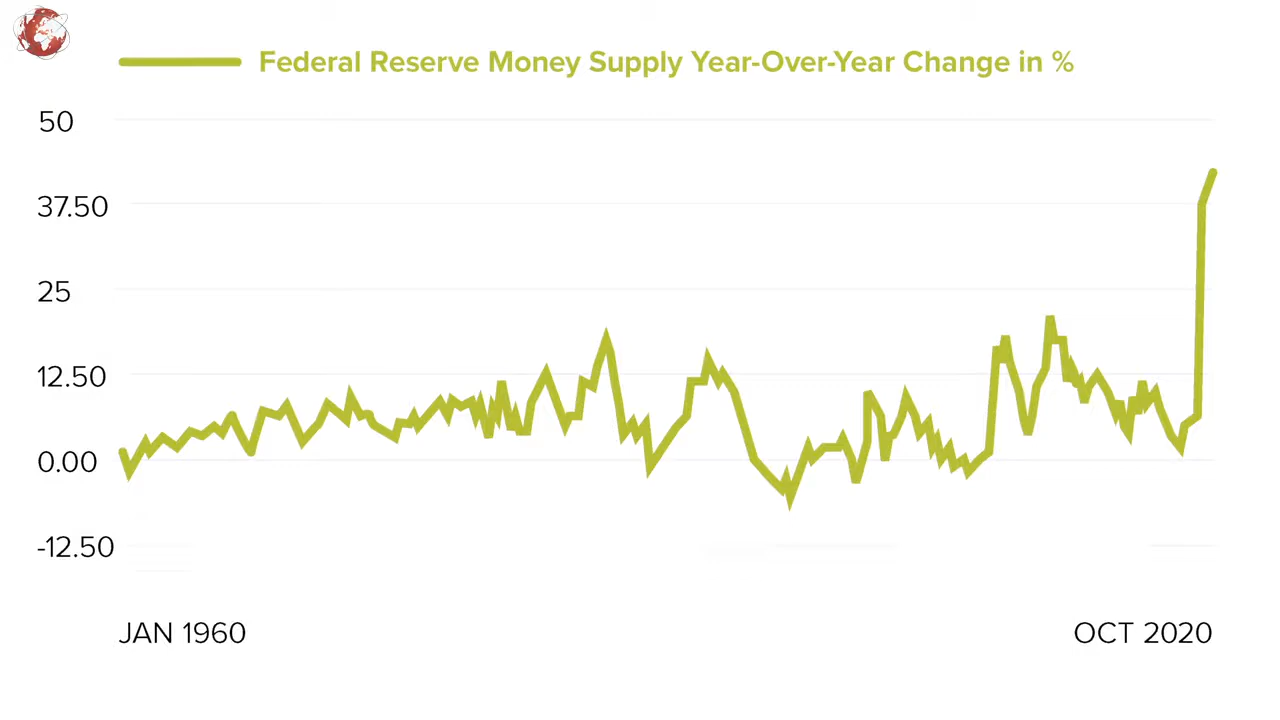 Federal Reserve Money Supply Year-Over-Year Change in %
50
37.50
25
12.50
0.00
-12.50
JAN 1960
OCT 2020